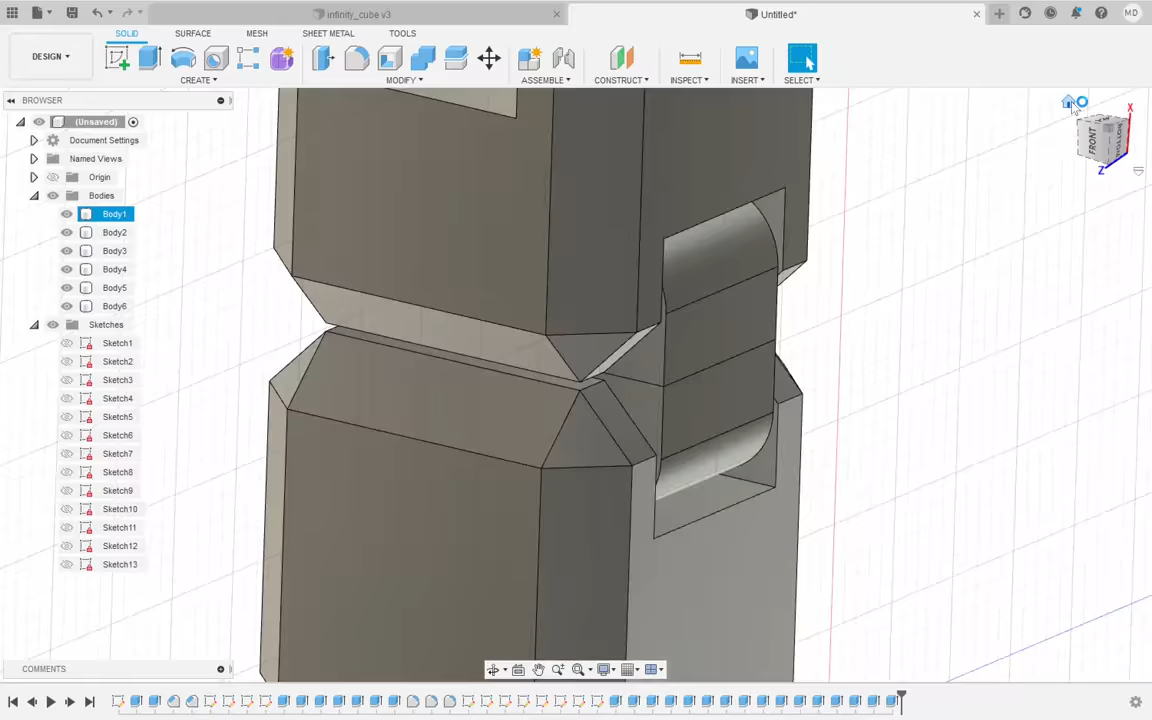 infinity_cube v3
Untitled*
MD
DESIGN
SOLID
SURFACE
MESH
SHEET METAL
TOOLS
CREATE
MODIFY
ASSEMBLE
CONSTRUCT
INSPECT
INSERT
SELECT
BROWSER
(Unsaved)
Document Settings
Named Views
Origin
Bodies
Body1
Body2
Body3
Body4
Body5
Body6
Sketches
Sketch1
Sketch2
Sketch3
Sketch4
Sketch5
Sketch6
Sketch7
Sketch8
Sketch9
Sketch10
Sketch11
Sketch12
Sketch13
X
FRONT
BOTTOM
Z
COMMENTS